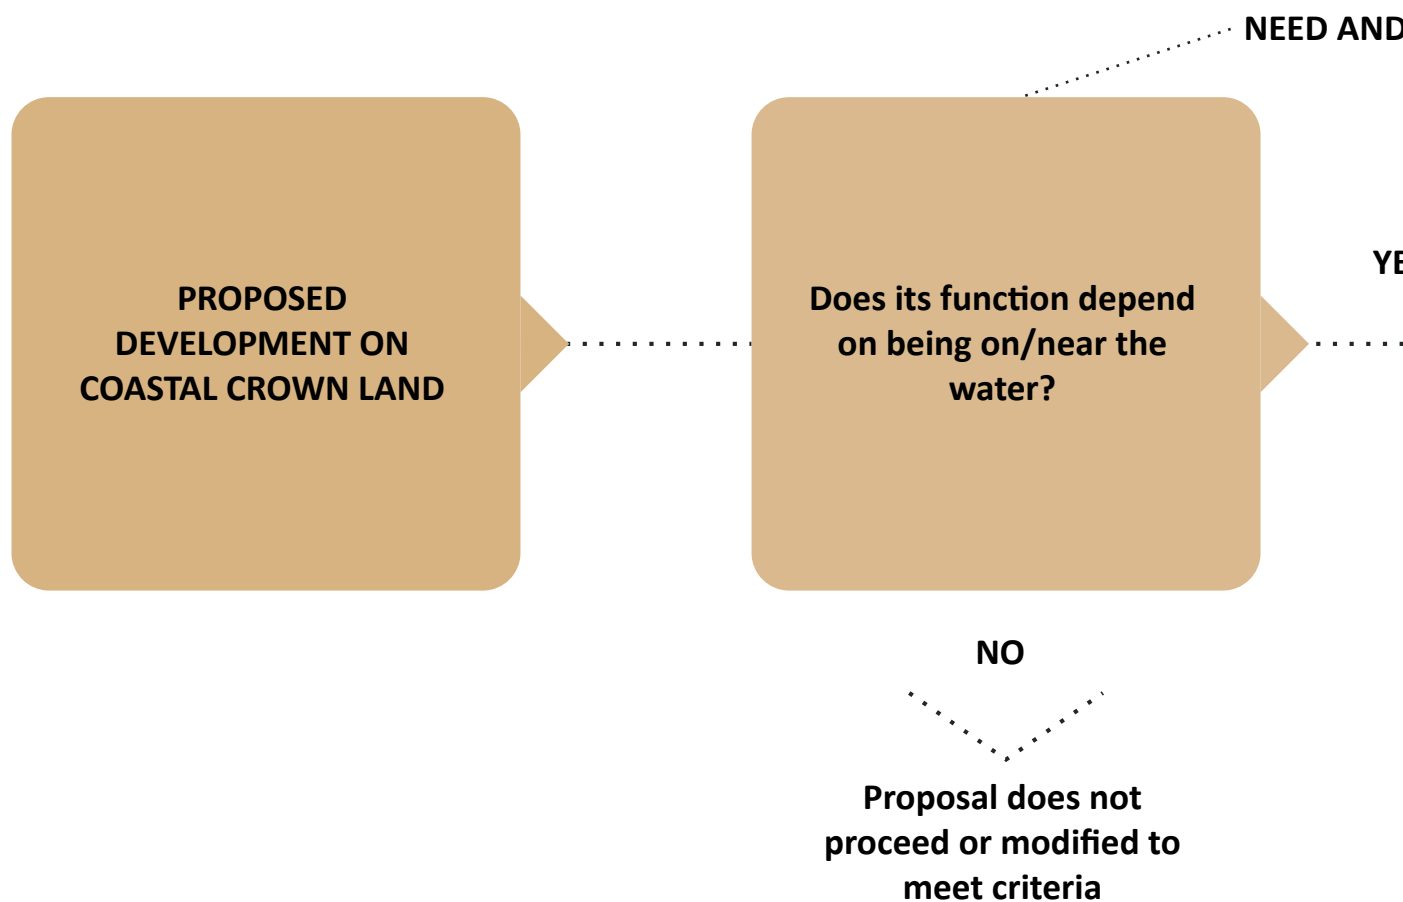 NEED AND
PROPOSED
DEVELOPMENT ON
COASTAL CROWN LAND
Does its function depend
on being on/near the
water?
YE
NO
Proposal does not
proceed or modified to
meet criteria